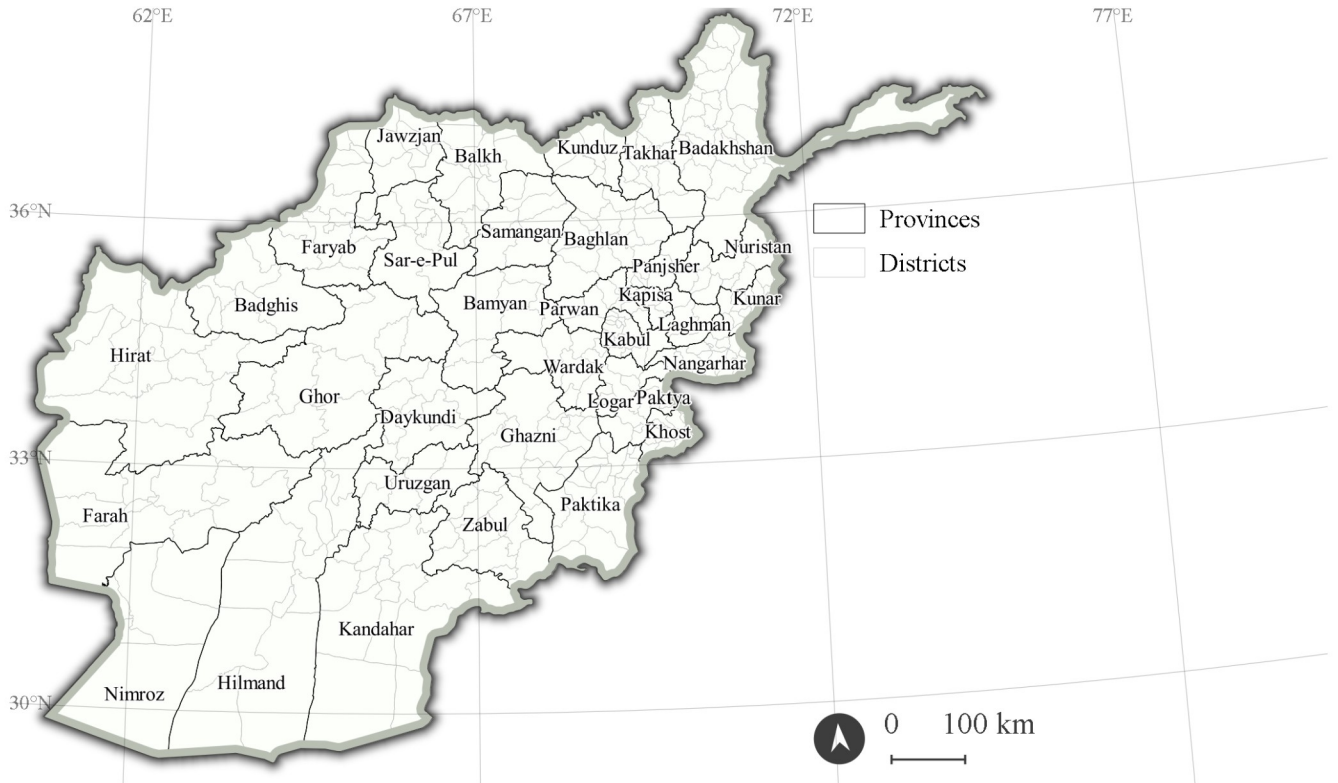 62°E 67°E 72°E 77°E
Jawzjan
Balkh
Kunduz
Takhar
Badakhshan
36°N
Provinces
Faryab
Sar-e-Pul
Samangan
Baghlan
Nuristan
Districts
Panjsher
Badghis
Bamyan
Parwan
Kapisa
Kunar
Laghman
Kabul
Hirat
Wardak
Nangarhar
Ghor
Logar
Paktya
Daykundi
Ghazni
Khost
33°N
Uruzgan
Farah
Zabul
Paktika
Kandahar
Nimroz
Hilmand
30°N
0 100 km